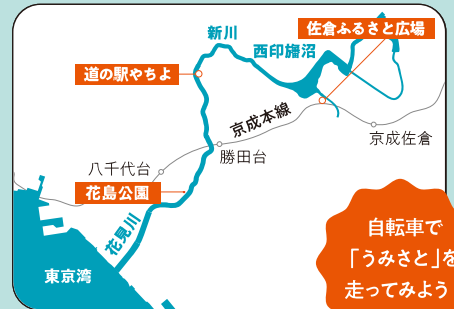 佐倉ふるさと広場
新川
西印旛沼
道の駅やちよ
京成本線
京成佐倉
勝田台
八千代台
花島公園
花見川
東京湾
自転車で
「うみさと」を
走ってみよう